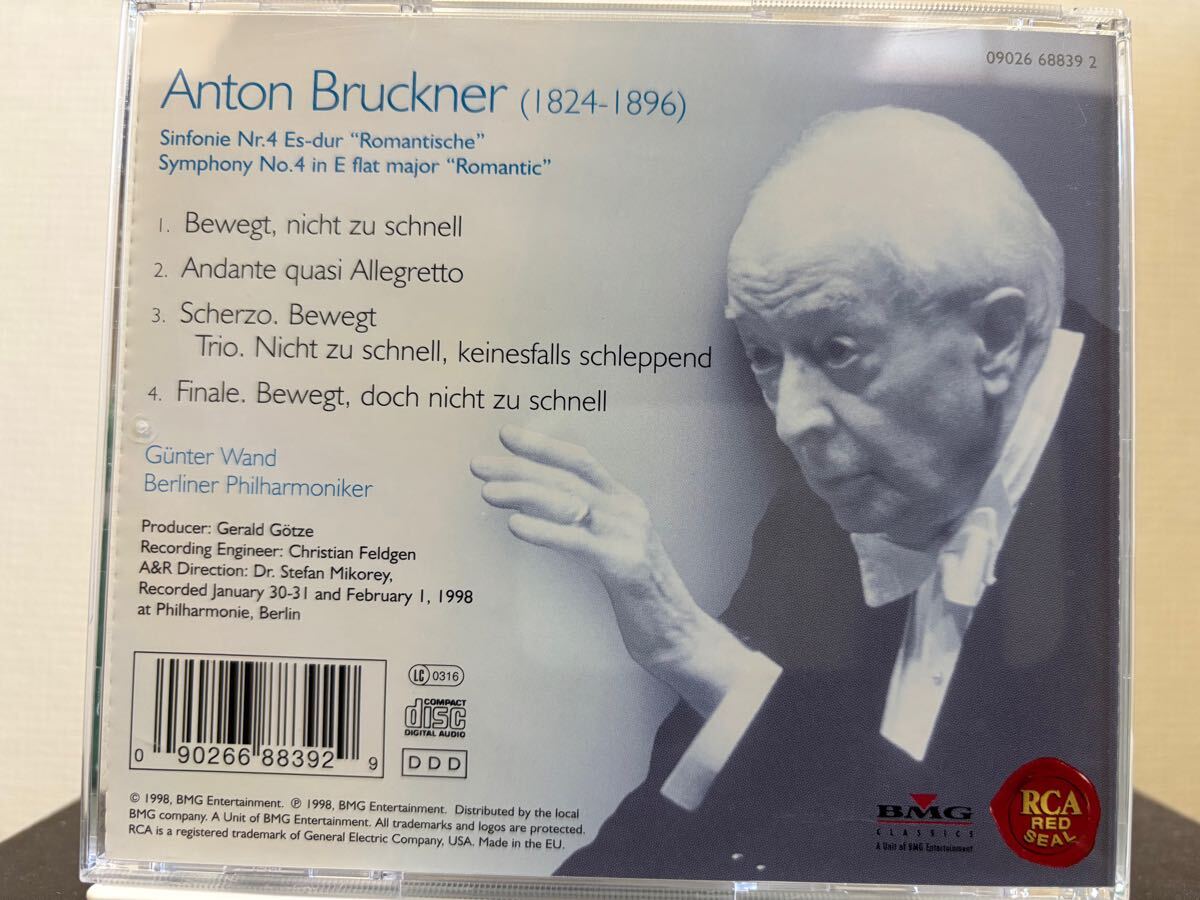 09026 68839 2
Anton Bruckner (1824-1896)
Sinfonie Nr.4 Es-dur “Romantische”
Symphony No.4 in E flat major “Romantic”
1. Bewegt, nicht zu schnell
2. Andante quasi Allegretto
3. Scherzo. Bewegt
Trio. Nicht zu schnell, keinesfalls schleppend
4. Finale. Bewegt, doch nicht zu schnell
Günter Wand
Berliner Philharmoniker
Producer: Gerald Götze
Recording Engineer: Christian Feldgen
A&R Direction: Dr. Stefan Mikorey,
Recorded January 30-31 and February 1, 1998
at Philharmonie, Berlin
0 90266 88392 9
LC 0316
COMPACT
disc
DIGITAL AUDIO
DDD
© 1998, BMG Entertainment. ℗ 1998, BMG Entertainment. Distributed by the local
BMG company. A Unit of BMG Entertainment. All trademarks and logos are protected.
RCA is a registered trademark of General Electric Company, USA. Made in the EU.
BMG
CLASSICS
A Unit of BMG Entertainment
RCA
RED
SEAL